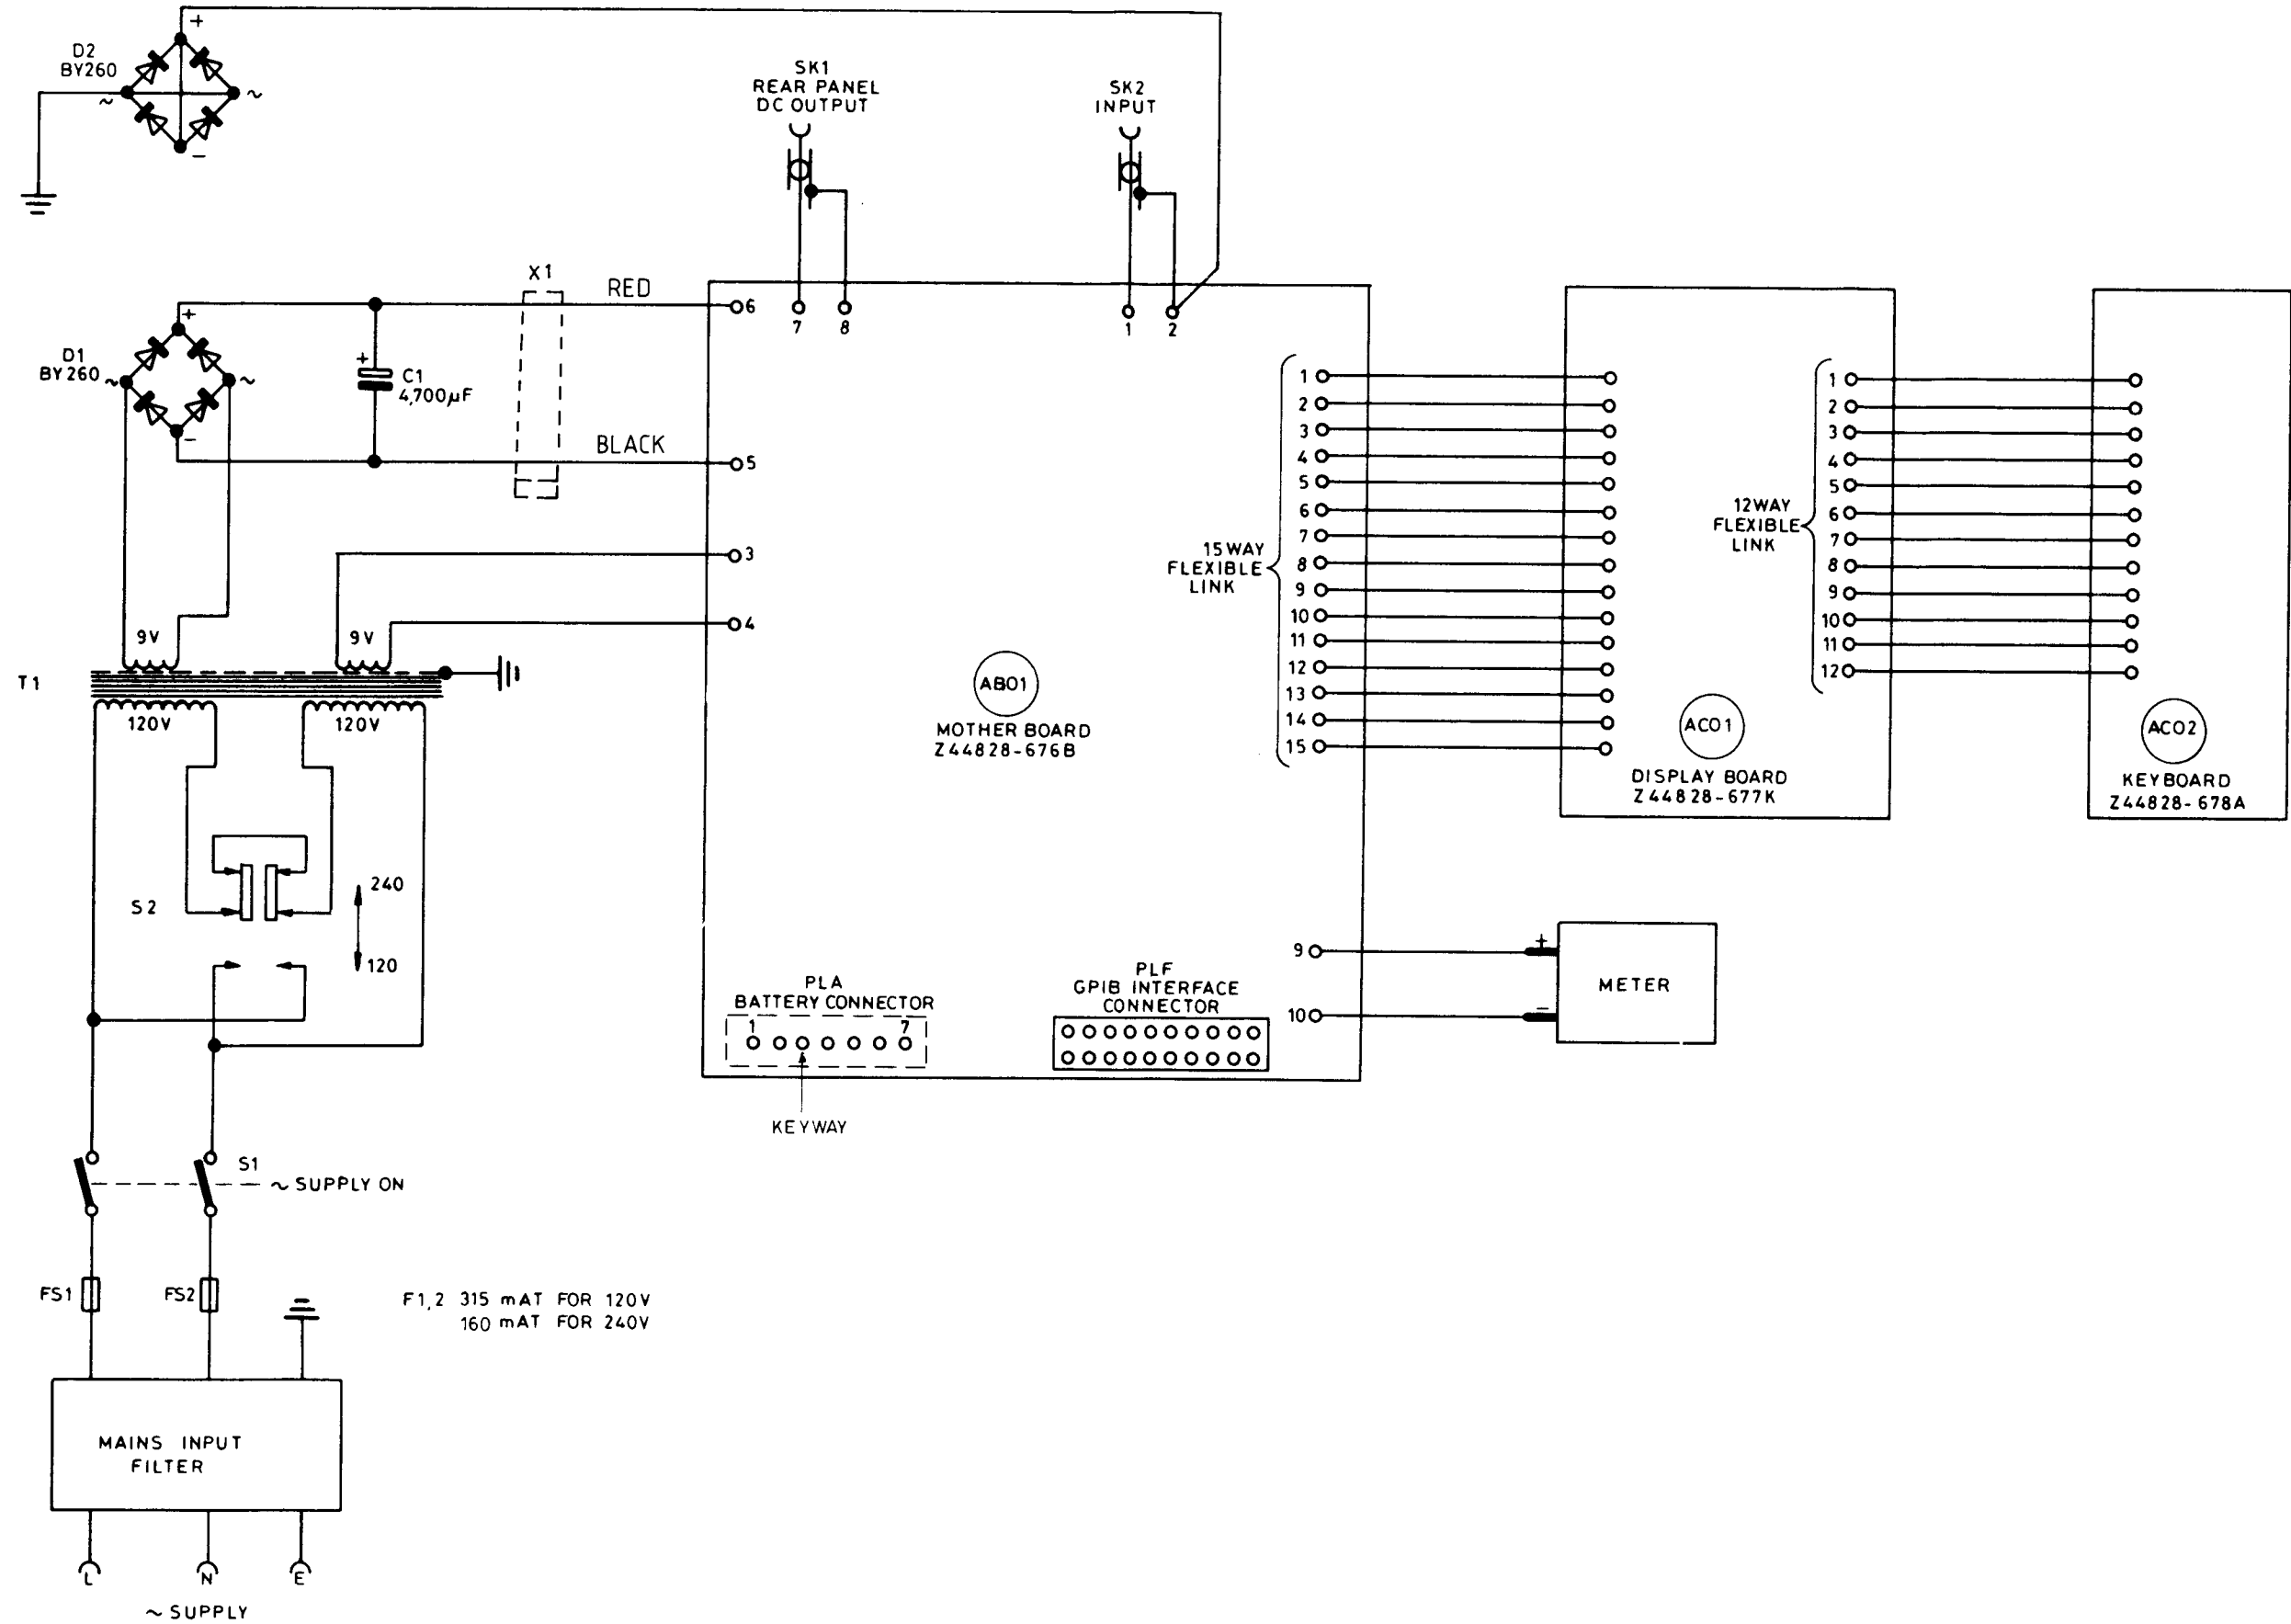 D2
BY260
+
~
~
−
SK1
REAR PANEL
DC OUTPUT
SK2
INPUT
X1
RED
6
7
8
1
2
D1
BY260
+
~
~
−
+
C1
4,700µF
BLACK
5
3
4
9V
9V
T1
120V
120V
S2
240
120
AB01
MOTHER BOARD
Z44828-676B
15 WAY
FLEXIBLE
LINK
1
2
3
4
5
6
7
8
9
10
11
12
13
14
15
AC01
DISPLAY BOARD
Z44828-677K
12WAY
FLEXIBLE
LINK
1
2
3
4
5
6
7
8
9
10
11
12
AC02
KEYBOARD
Z44828-678A
9
10
+
−
METER
PLA
BATTERY CONNECTOR
1
7
KEYWAY
PLF
GPIB INTERFACE
CONNECTOR
S1
~ SUPPLY ON
FS1
FS2
F1,2 315 mAT FOR 120V
160 mAT FOR 240V
MAINS INPUT
FILTER
L
N
E
~ SUPPLY